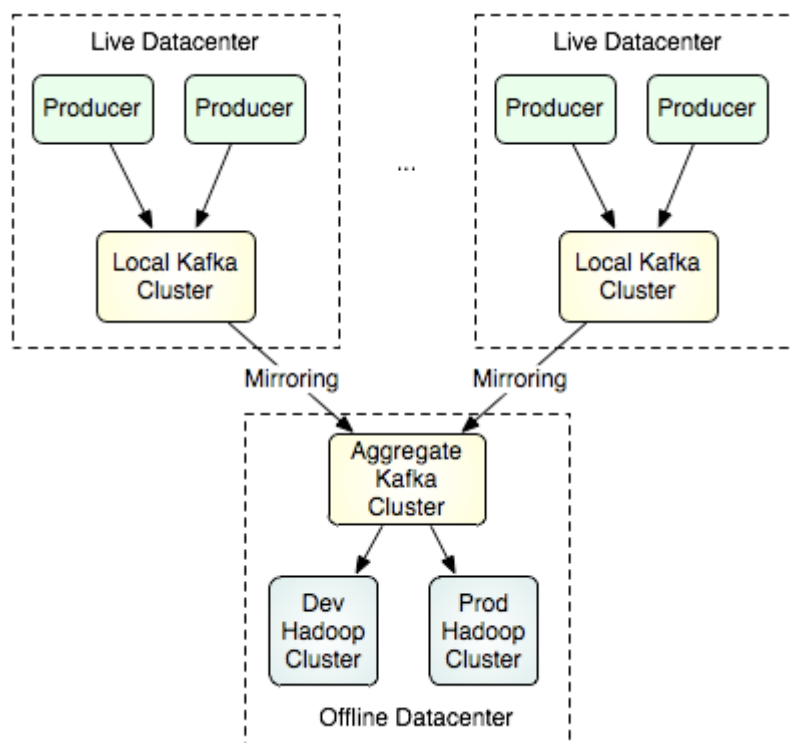 Live Datacenter
Live Datacenter
Producer
Producer
Producer
Producer
...
Local Kafka
Cluster
Local Kafka
Cluster
Mirroring
Mirroring
Aggregate
Kafka
Cluster
Dev
Hadoop
Cluster
Prod
Hadoop
Cluster
Offline Datacenter